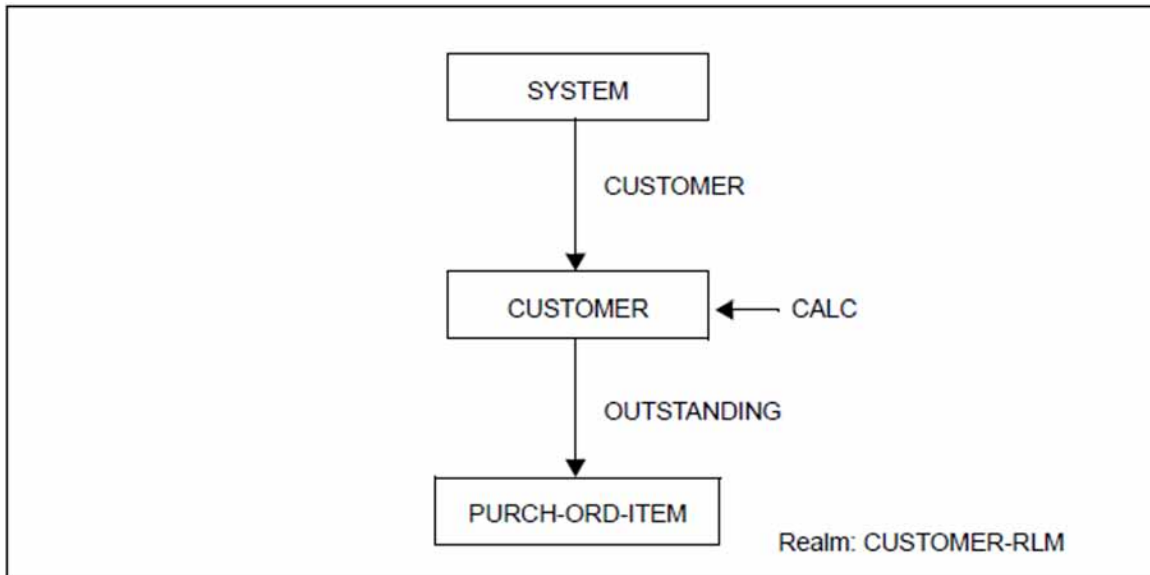 SYSTEM
CUSTOMER
CUSTOMER
CALC
OUTSTANDING
PURCH-ORD-ITEM
Realm: CUSTOMER-RLM